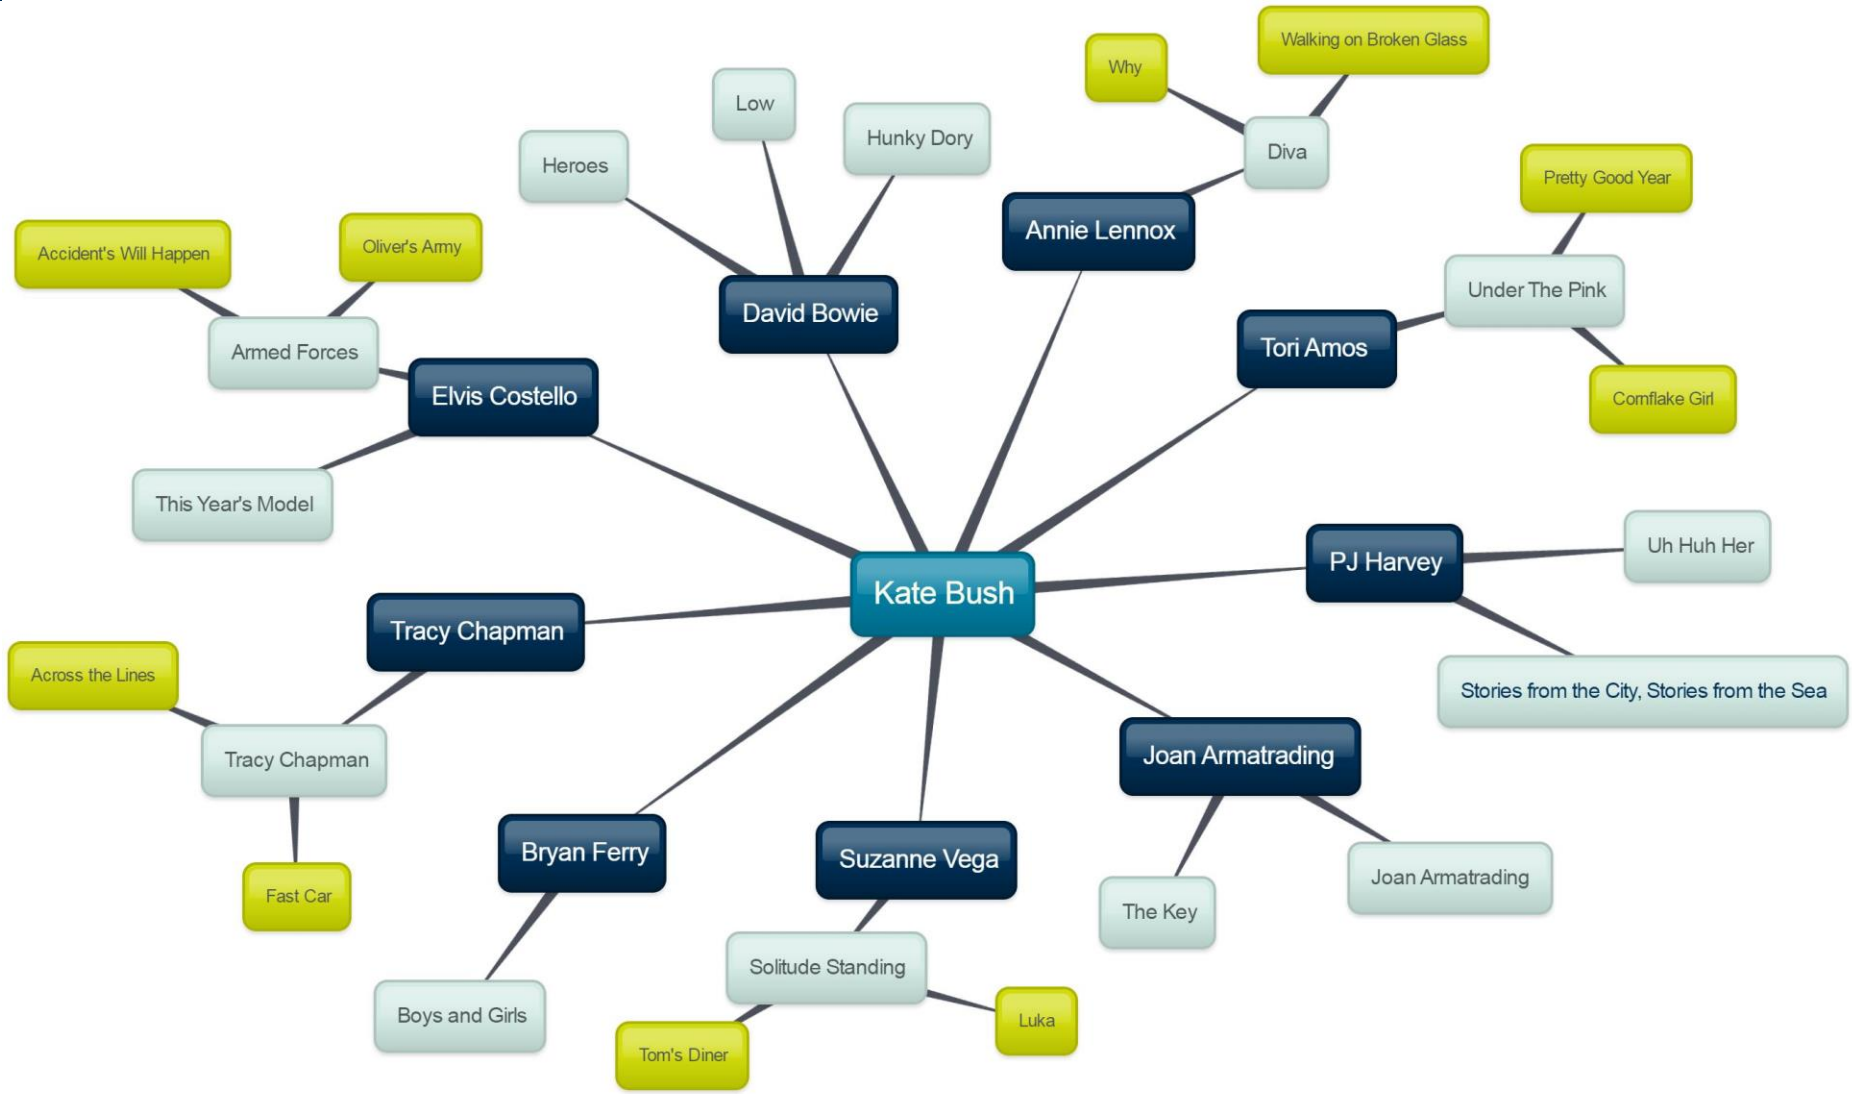 Walking on Broken Glass
Why
Low
Hunky Dory
Diva
Heroes
Pretty Good Year
Annie Lennox
Accident's Will Happen
Oliver's Army
Under The Pink
David Bowie
Tori Amos
Armed Forces
Elvis Costello
Cornflake Girl
This Year's Model
Uh Huh Her
PJ Harvey
Kate Bush
Tracy Chapman
Across the Lines
Stories from the City, Stories from the Sea
Joan Armatrading
Tracy Chapman
Bryan Ferry
Suzanne Vega
Joan Armatrading
Fast Car
The Key
Solitude Standing
Boys and Girls
Luka
Tom's Diner